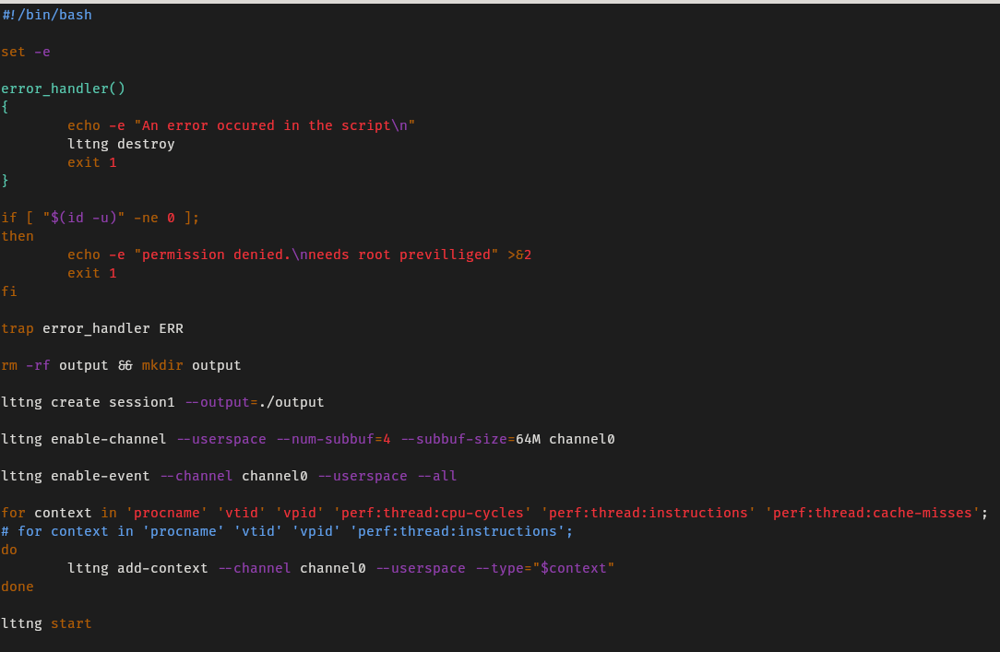 #!/bin/bash
set -e
error_handler()
{
echo -e "An error occured in the script\n"
lttng destroy
exit 1
}
if [ "$(id -u)" -ne 0 ];
then
echo -e "permission denied.\nneeds root previlliged" >&2
exit 1
fi
trap error_handler ERR
rm -rf output && mkdir output
lttng create session1 --output=./output
lttng enable-channel --userspace --num-subbuf=4 --subbuf-size=64M channel0
lttng enable-event --channel channel0 --userspace --all
for context in 'procname' 'vtid' 'vpid' 'perf:thread:cpu-cycles' 'perf:thread:instructions' 'perf:thread:cache-misses';
# for context in 'procname' 'vtid' 'vpid' 'perf:thread:instructions';
do
lttng add-context --channel channel0 --userspace --type="$context"
done
lttng start